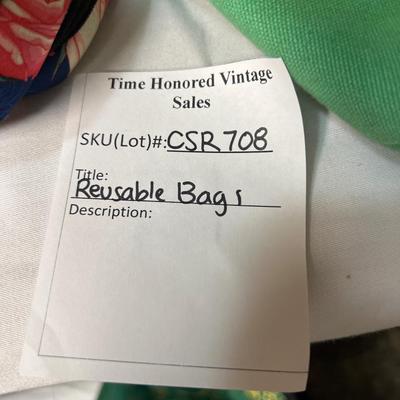 Time Honored Vintage
Sales
SKU(Lot)#: CSR708
Title:
Reusable Bags
Description: